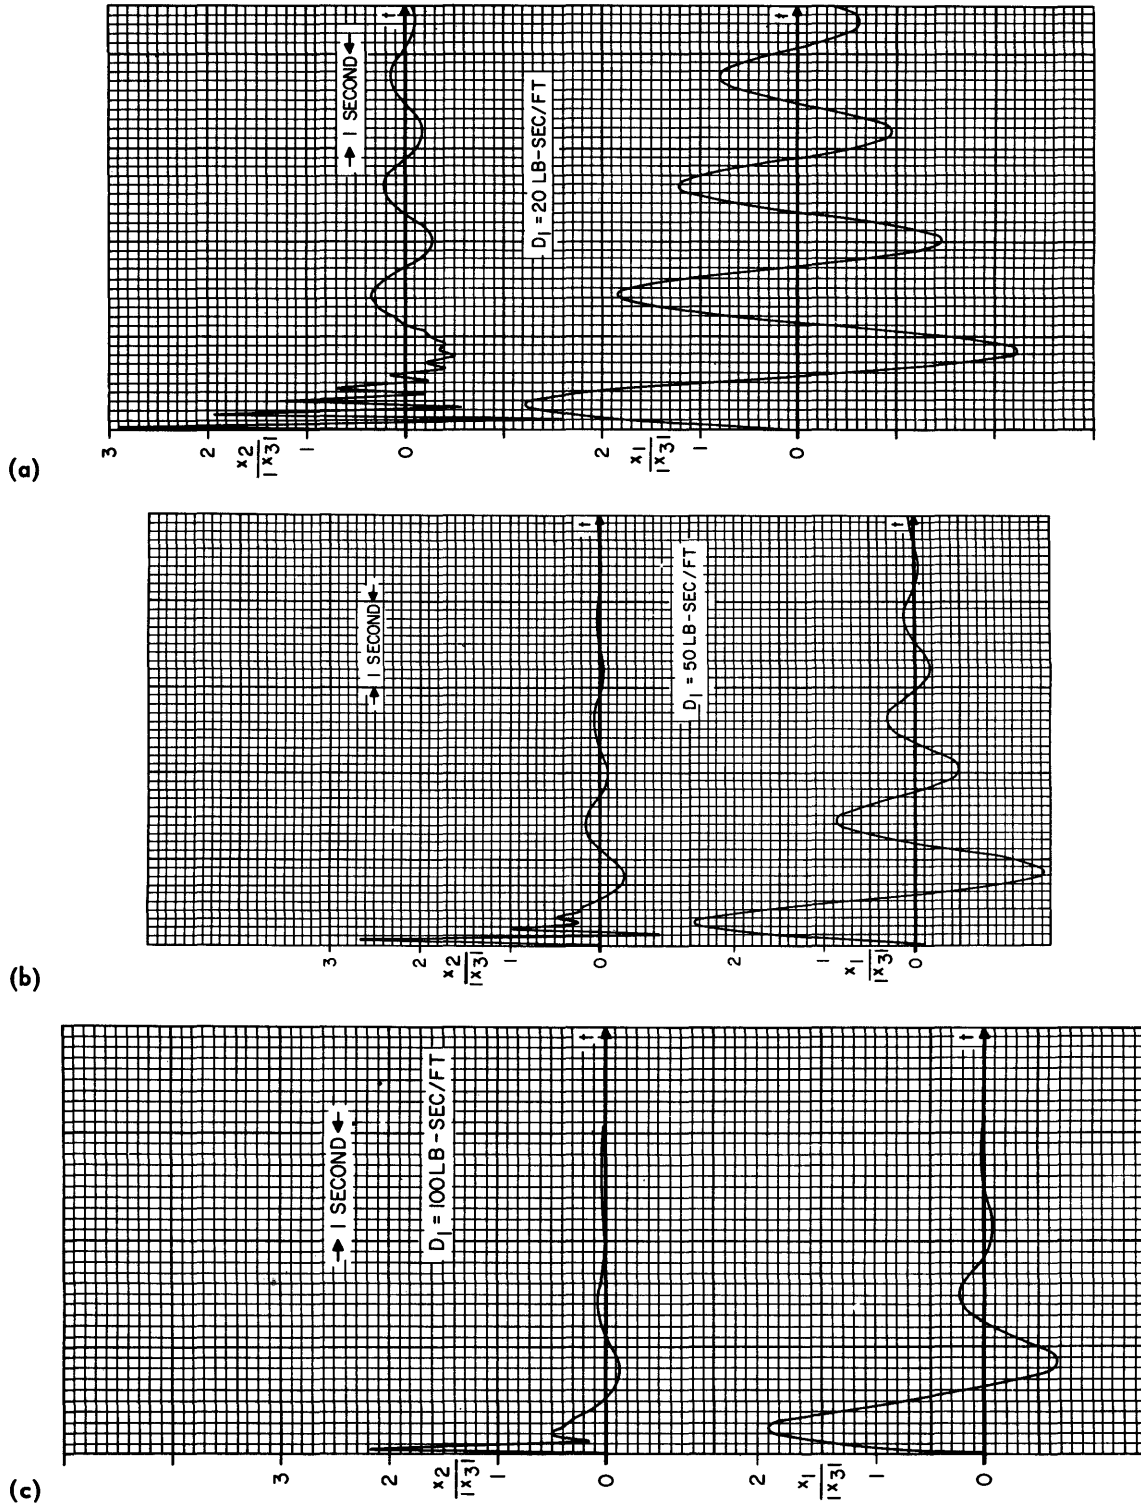 (a)
3
2
x2
|x3|
1
0
→ 1 SECOND ←
t
D1 = 20 LB-SEC/FT
2
x1
|x3|
1
0
t
(b)
3
2
x2
|x3|
1
0
→ 1 SECOND ←
t
D1 = 50 LB-SEC/FT
2
1
x1
|x3|
0
t
(c)
3
2
x2
|x3|
1
0
→ 1 SECOND ←
D1 = 100 LB-SEC/FT
t
2
x1
|x3|
1
0
t